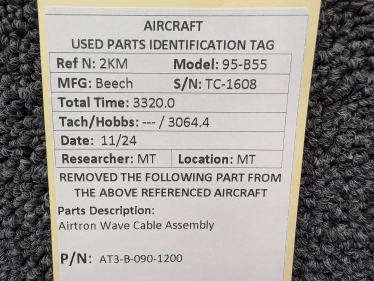 AIRCRAFT
USED PARTS IDENTIFICATION TAG
Ref N: 2KM Model: 95-B55
MFG: Beech S/N: TC-1608
Total Time: 3320.0
Tach/Hobbs: --- / 3064.4
Date: 11/24
Researcher: MT Location: MT
REMOVED THE FOLLOWING PART FROM
THE ABOVE REFERENCED AIRCRAFT
Parts Description:
Airtron Wave Cable Assembly
P/N: AT3-B-090-1200